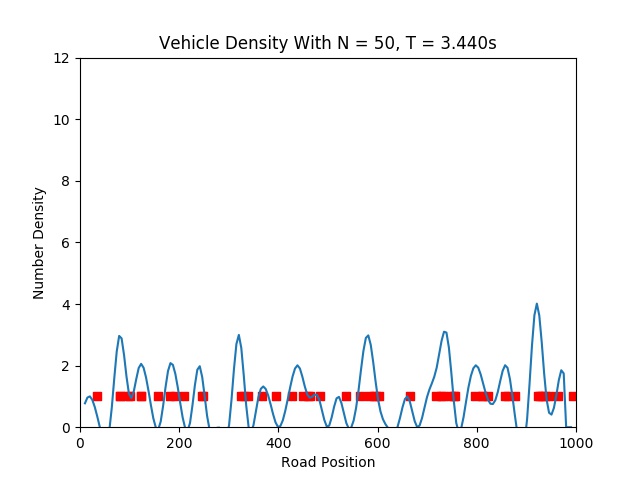 Vehicle Density With N = 50, T = 3.440s
12
10
8
6
4
2
0
Number Density
0 200 400 600 800 1000
Road Position